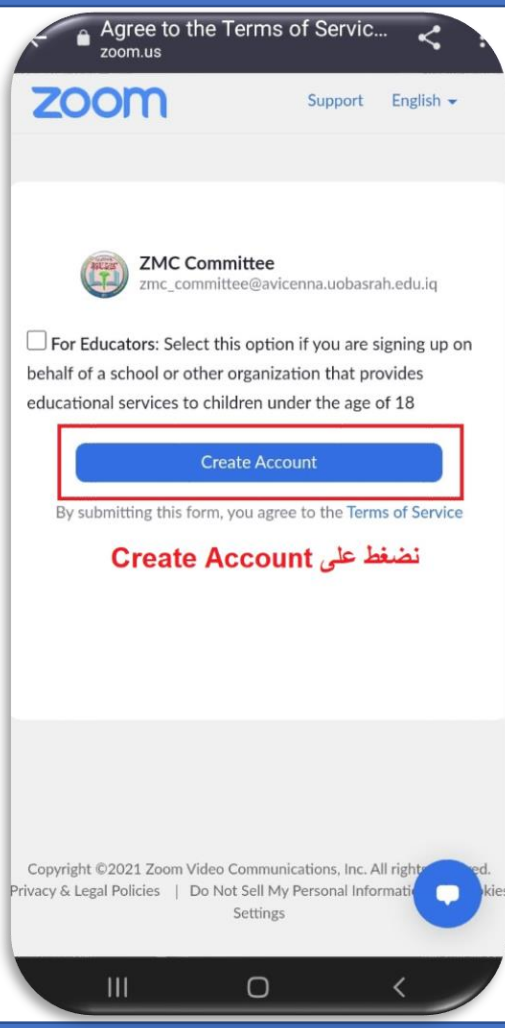 Agree to the Terms of Servic...
zoom.us
zoom
Support English
ZMC Committee
zmc_committee@avicenna.uobasrah.edu.iq
For Educators: Select this option if you are signing up on
behalf of a school or other organization that provides
educational services to children under the age of 18
Create Account
By submitting this form, you agree to the Terms of Service
نضغط على Create Account
Copyright ©2021 Zoom Video Communications, Inc. All
Privacy & Legal Policies | Do Not Sell My Personal
Settings